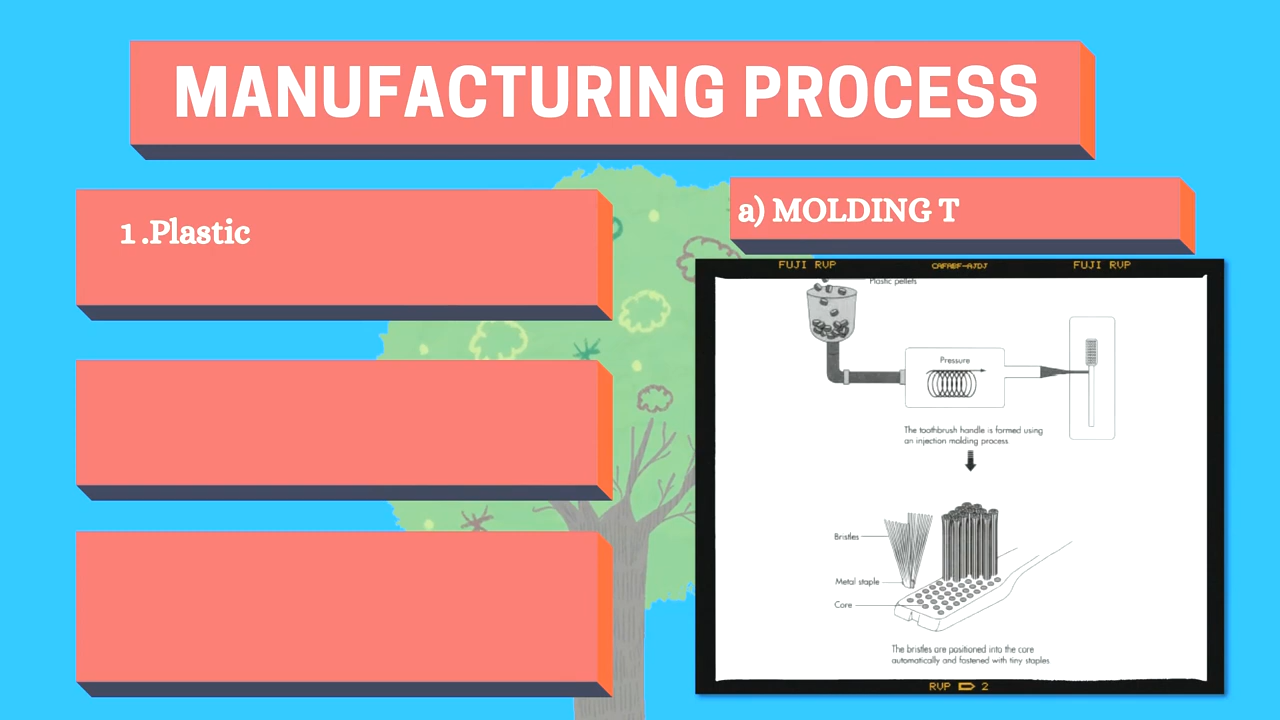 MANUFACTURING PROCESS
1 .Plastic
a) MOLDING T
FUJI RVP
CAFABF-AJDJ
FUJI RVP
Plastic pellets
Pressure
The toothbrush handle is formed using
an injection molding process
Bristles
Metal staple
Core
The bristles are positioned into the core
automatically and fastened with tiny staples
RVP 2